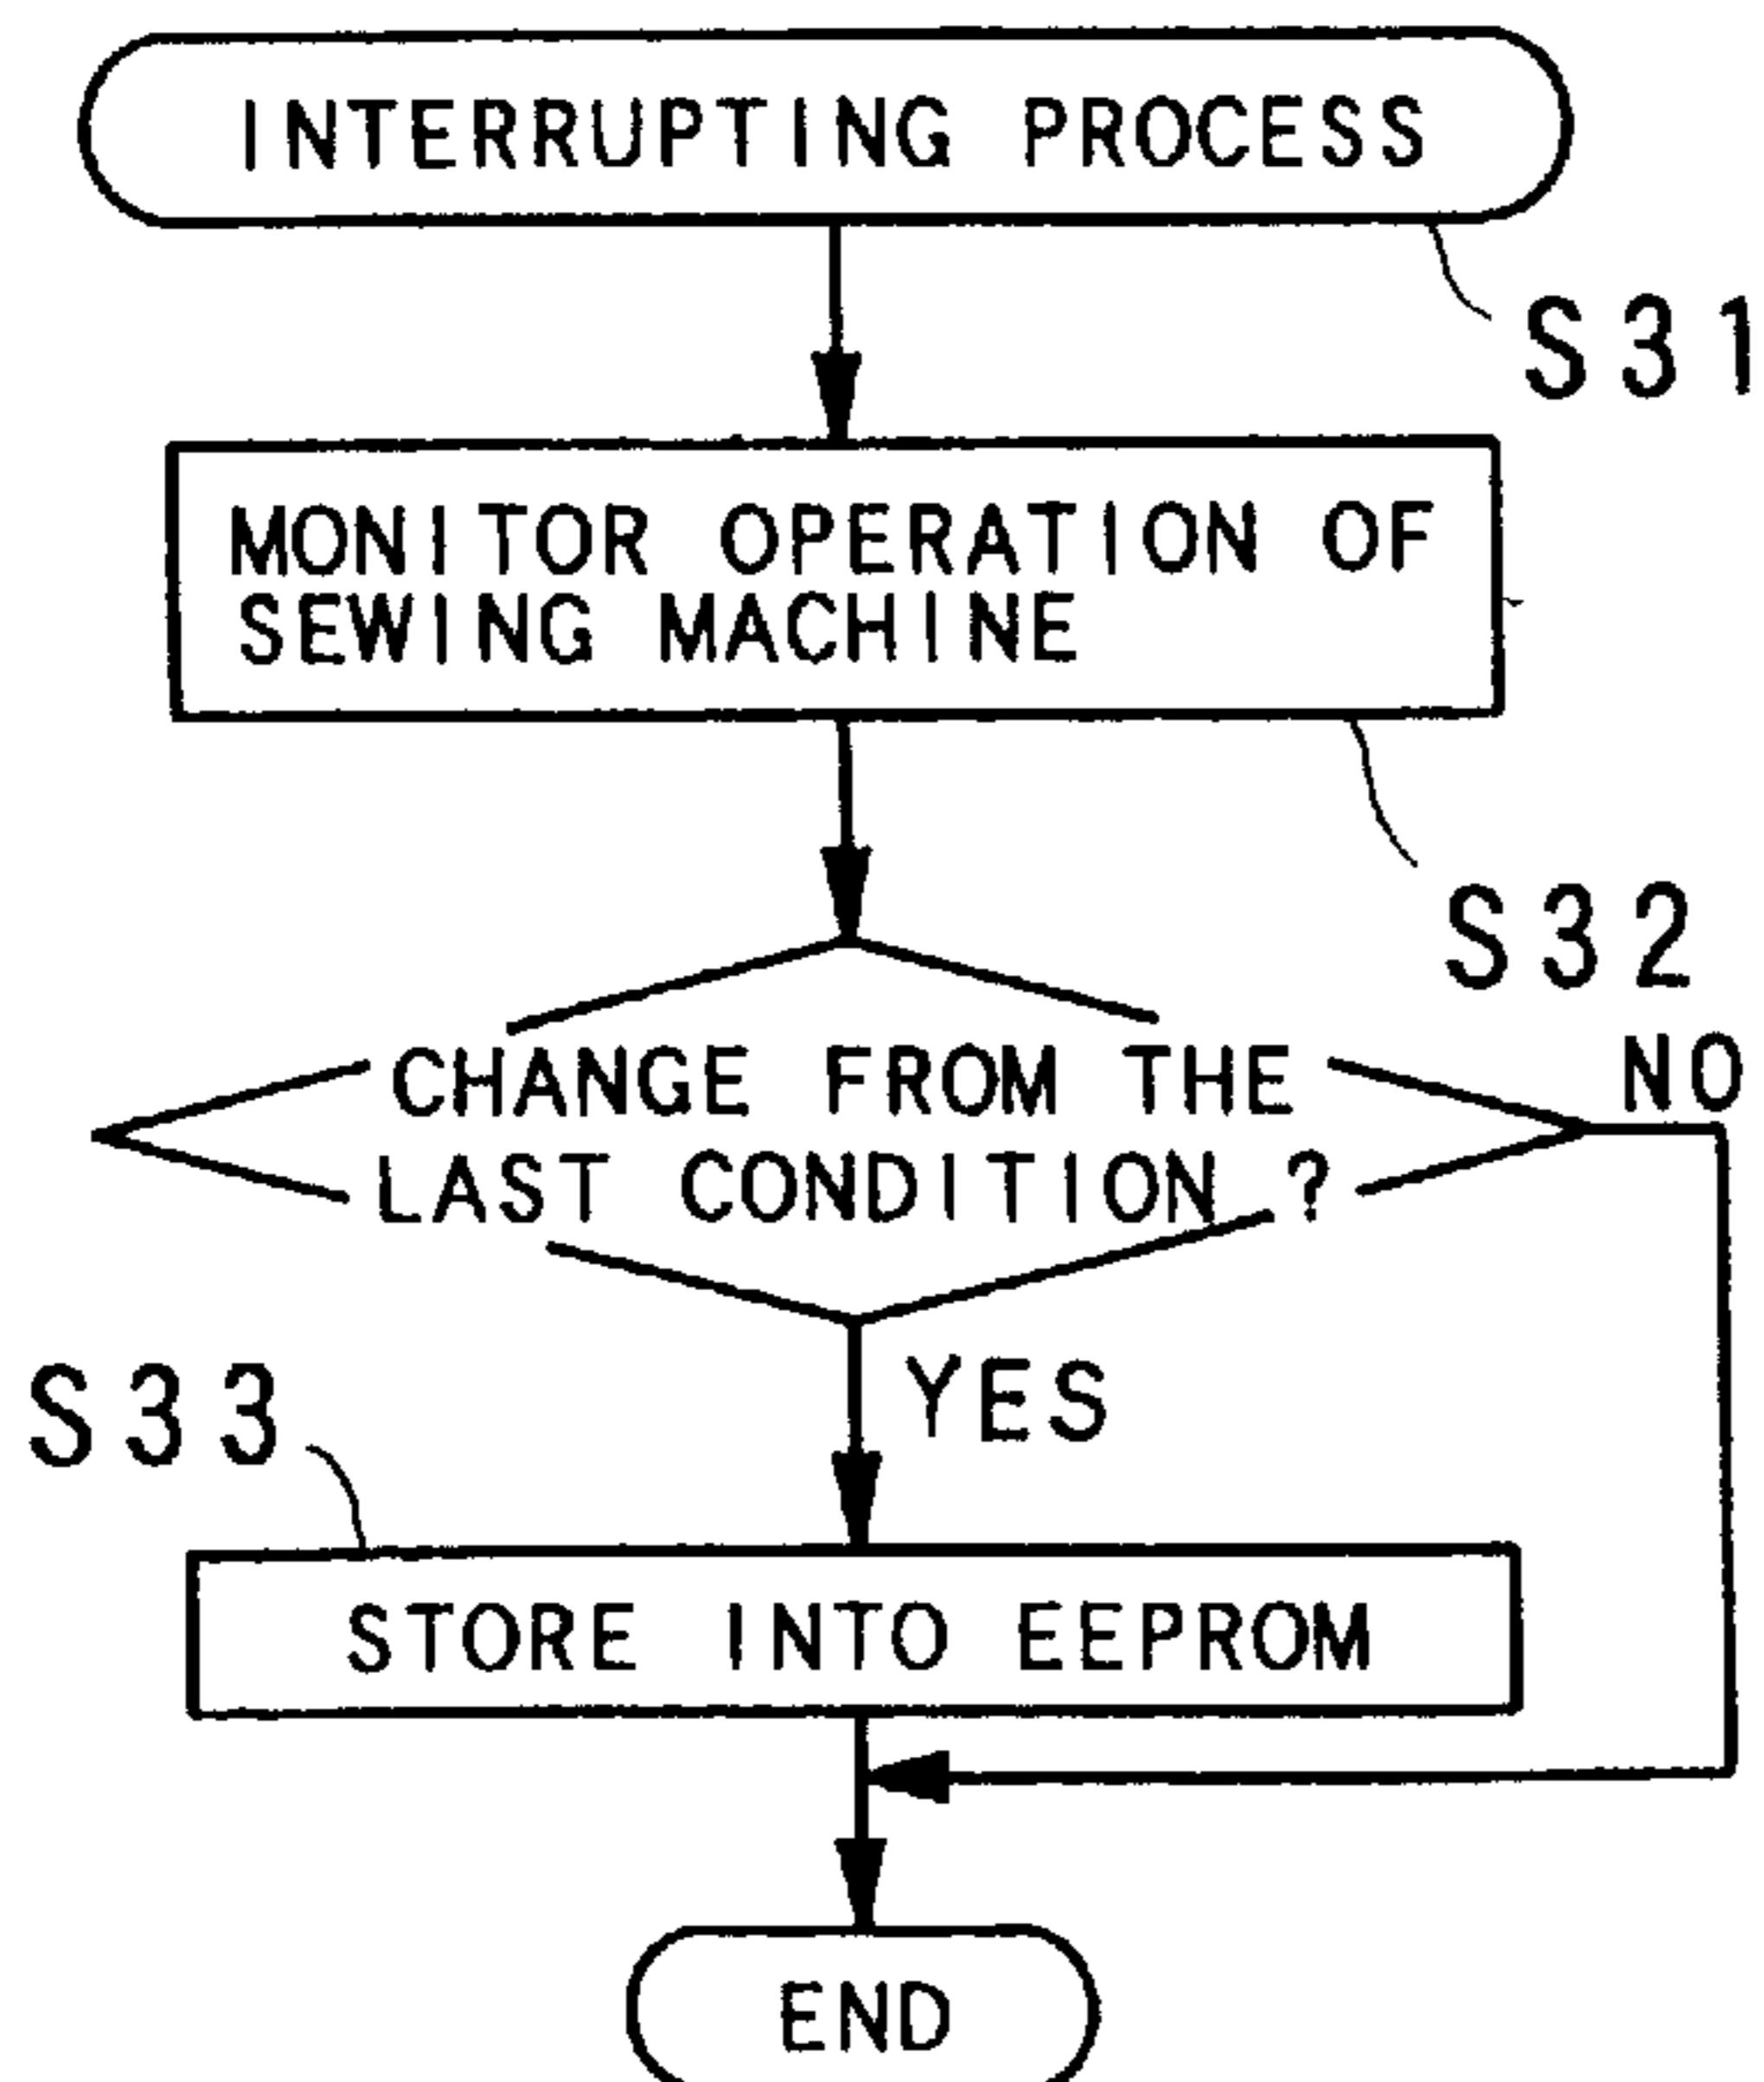 INTERRUPTING PROCESS
S31
MONITOR OPERATION OF
SEWING MACHINE
S32
CHANGE FROM THE
LAST CONDITION ?
NO
YES
S33
STORE INTO EEPROM
END